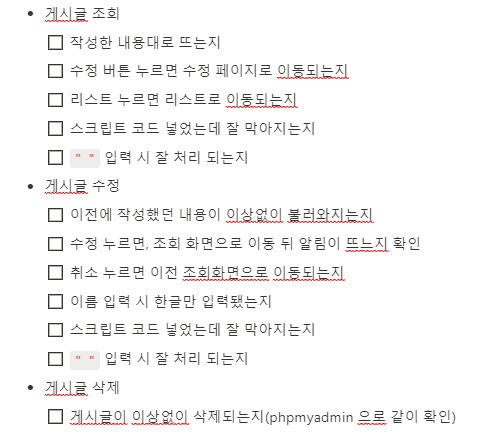 게시글 조회
작성한 내용대로 뜨는지
수정 버튼 누르면 수정 페이지로 이동되는지
리스트 누르면 리스트로 이동되는지
스크립트 코드 넣었는데 잘 막아지는지
" " 입력 시 잘 처리 되는지
게시글 수정
이전에 작성했던 내용이 이상없이 불러와지는지
수정 누르면, 조회 화면으로 이동 뒤 알림이 뜨느지 확인
취소 누르면 이전 조회화면으로 이동되는지
이름 입력 시 한글만 입력됐는지
스크립트 코드 넣었는데 잘 막아지는지
" " 입력 시 잘 처리 되는지
게시글 삭제
게시글이 이상없이 삭제되는지(phpmyadmin 으로 같이 확인)